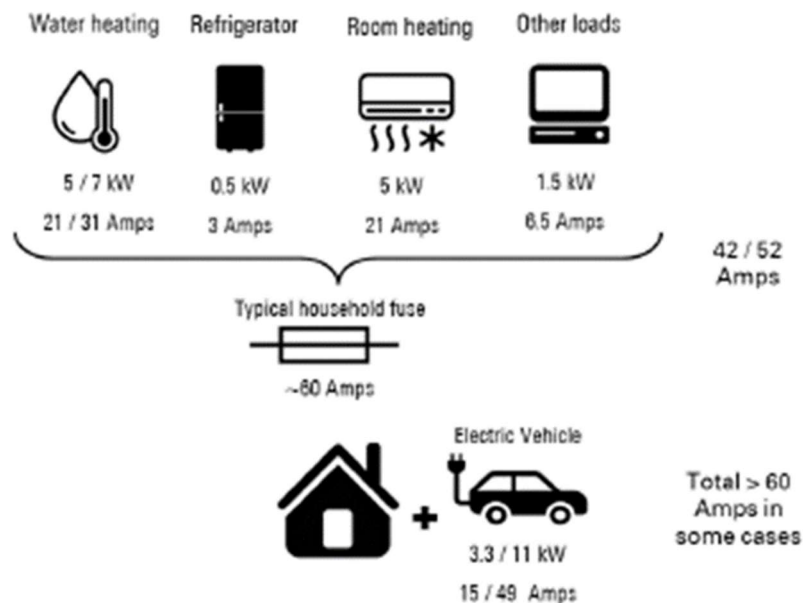 Water heating Refrigerator Room heating Other loads
5 / 7 kW 0.5 kW 5 kW 1.5 kW
21 / 31 Amps 3 Amps 21 Amps 6.5 Amps
42 / 52
Amps
Typical household fuse
~60 Amps
Electric Vehicle
3.3 / 11 kW
15 / 49 Amps
Total > 60
Amps in
some cases